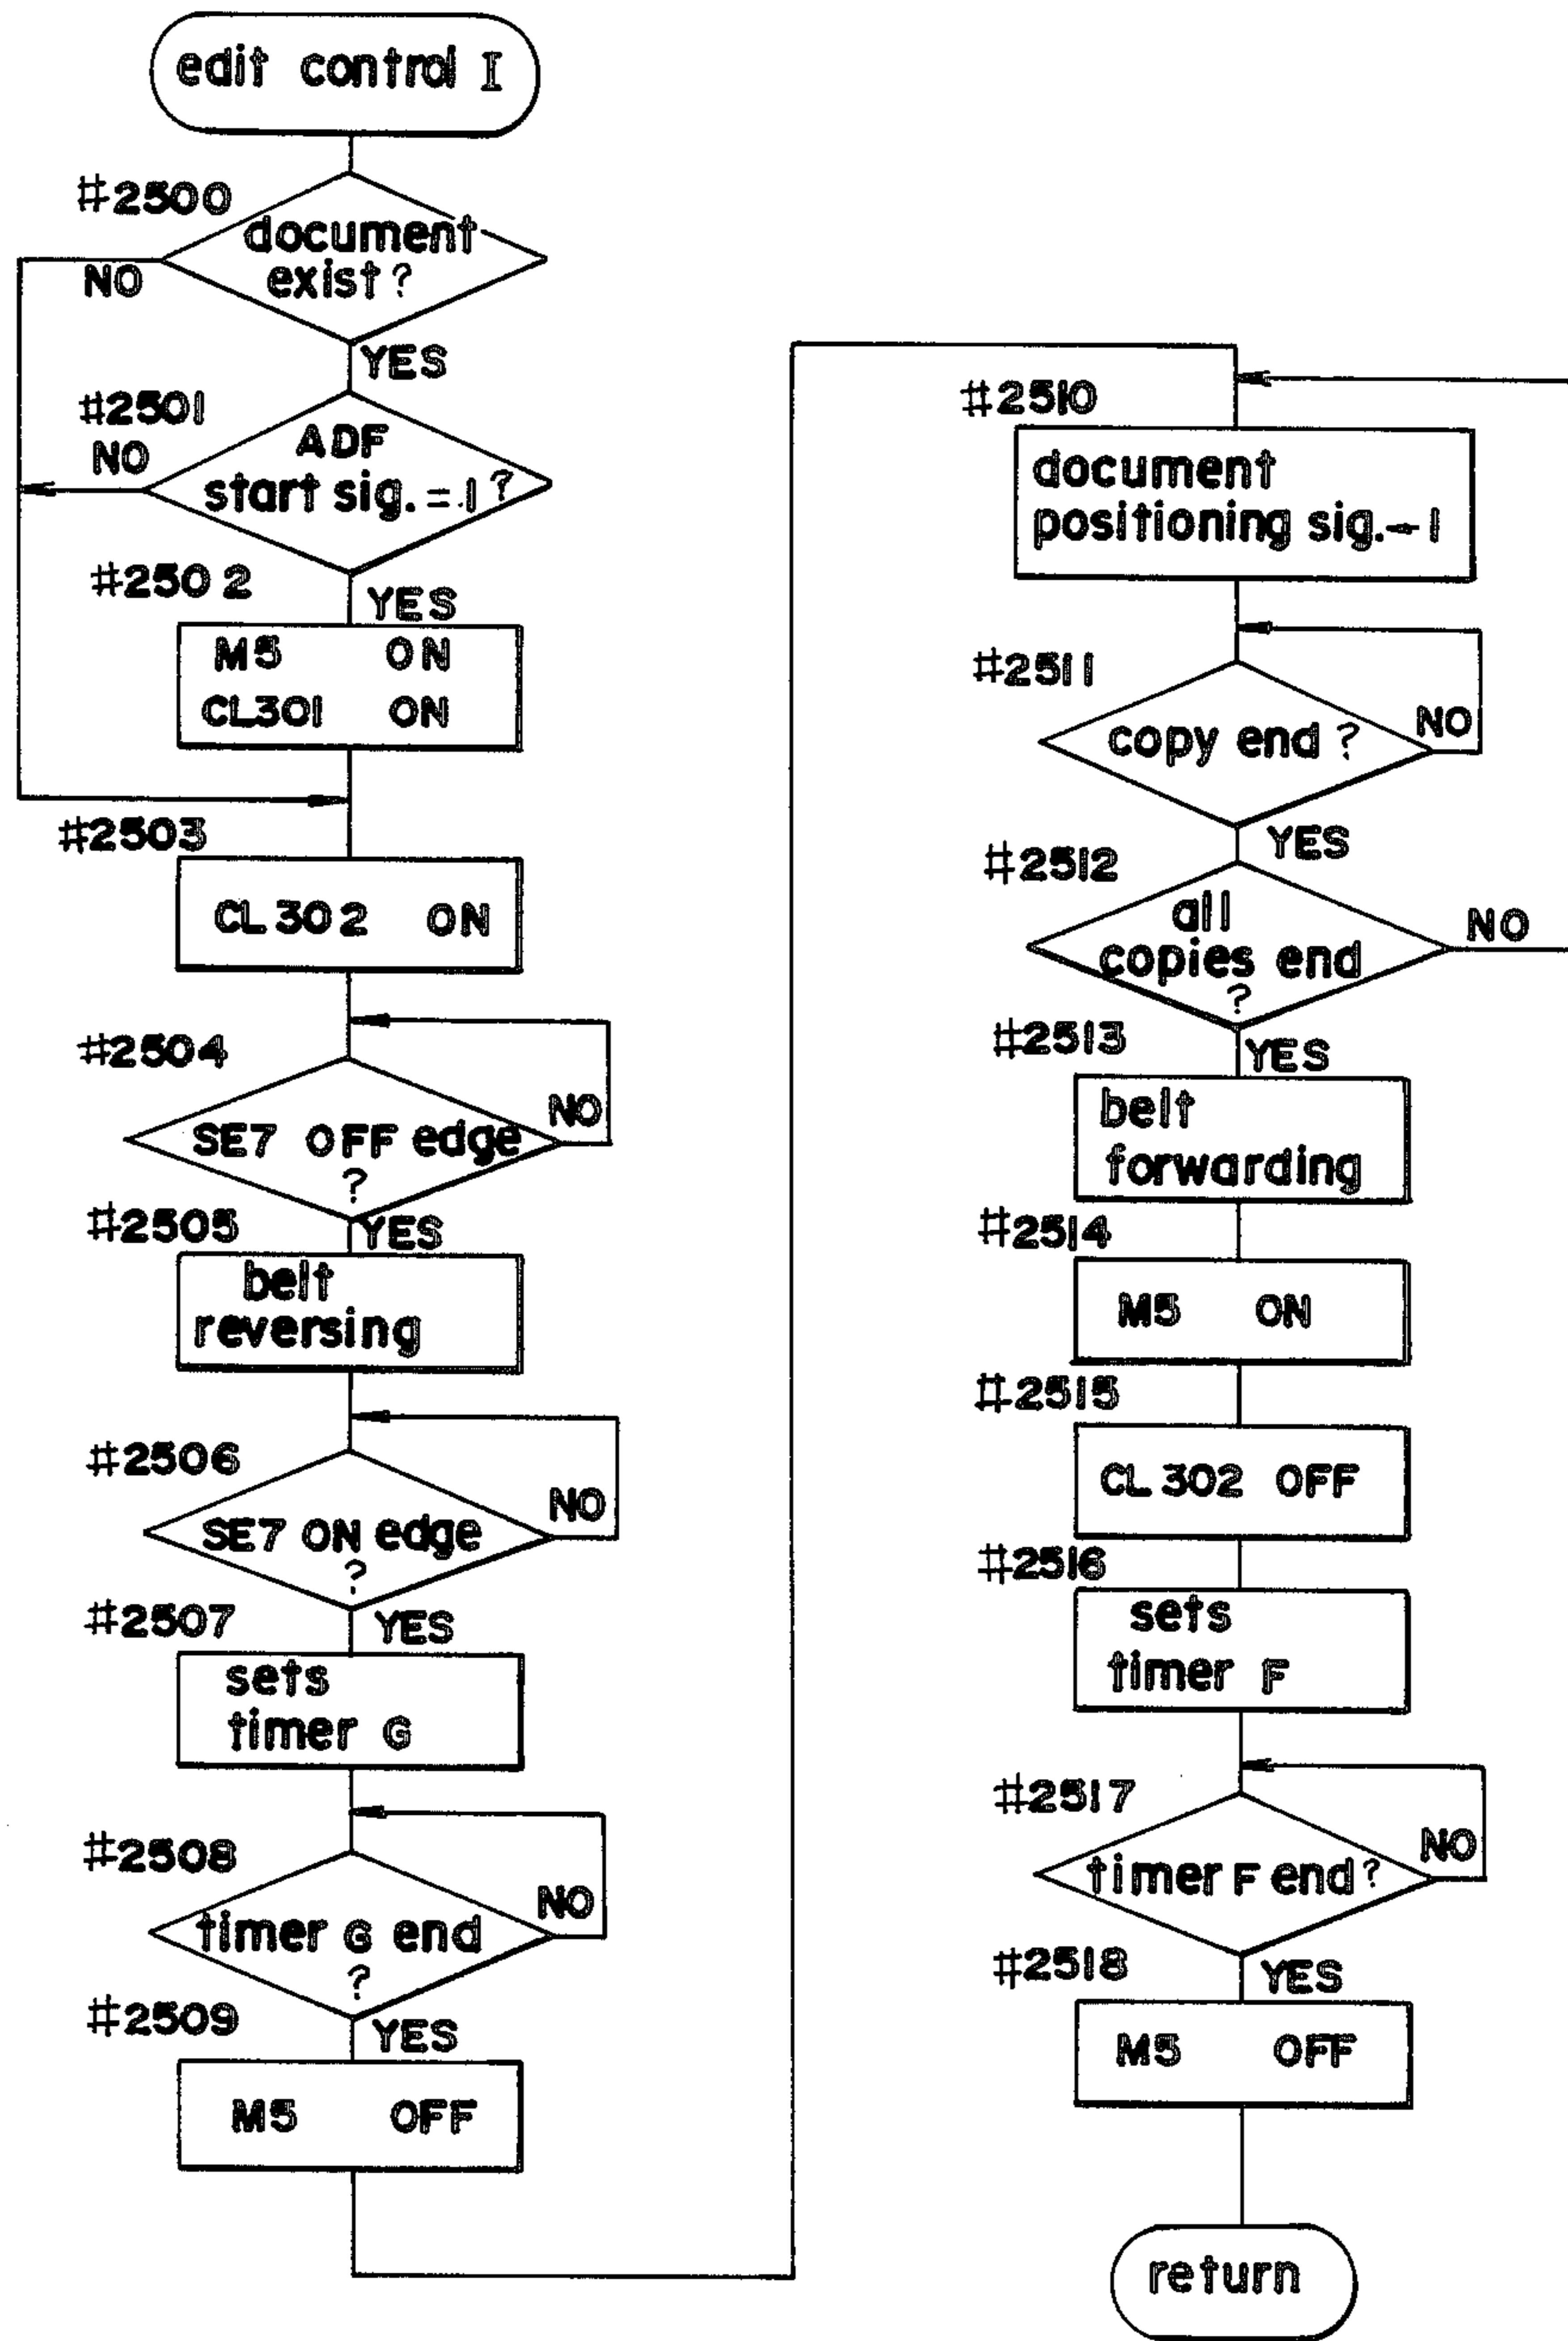 edit control I
#2500
document
exist?
NO
YES
#2501
NO
ADF
start sig. = 1?
#2502
YES
M5 ON
CL301 ON
#2503
CL302 ON
#2504
NO
SE7 OFF edge
?
#2505
YES
belt
reversing
#2506
NO
SE7 ON edge
?
#2507
YES
sets
timer G
#2508
NO
timer G end
?
#2509
YES
M5 OFF
#2510
document
positioning sig.←1
#2511
copy end?
NO
YES
#2512
all
copies end
?
NO
#2513
YES
belt
forwarding
#2514
M5 ON
#2515
CL302 OFF
#2516
sets
timer F
#2517
NO
timer F end?
#2518
YES
M5 OFF
return